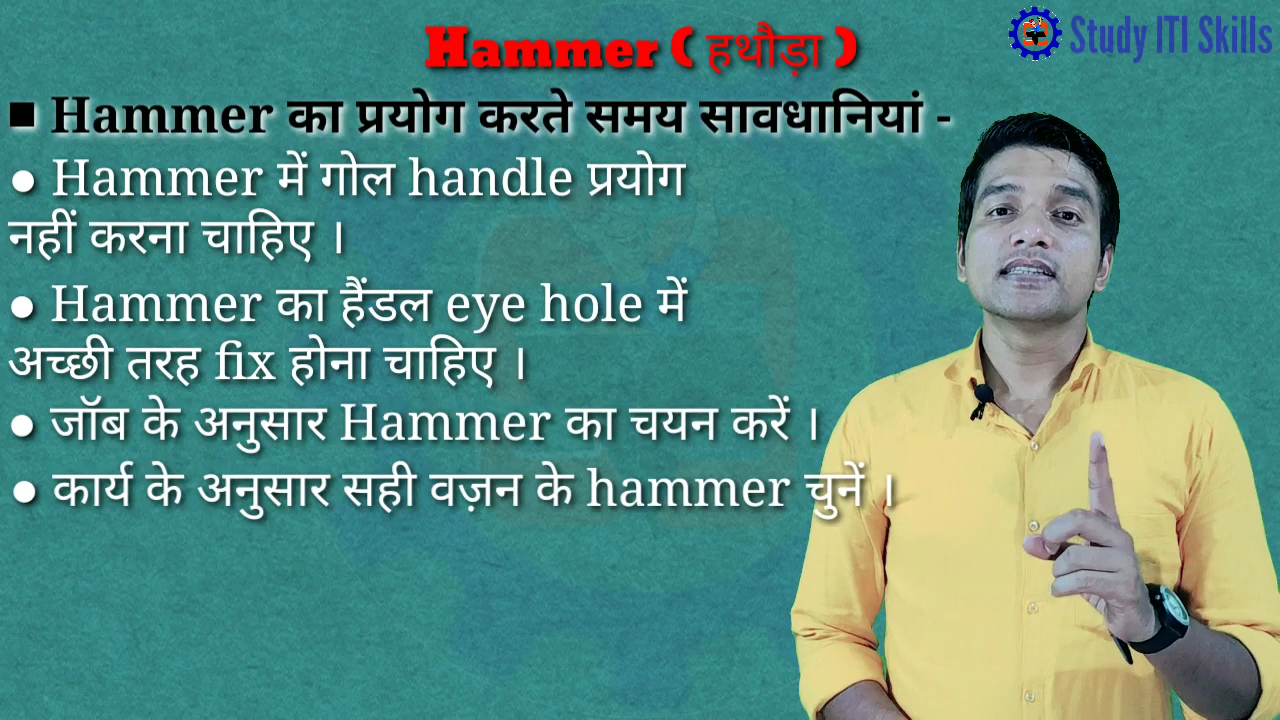 Hammer ( हथौड़ा )
Study ITI Skills
■ Hammer का प्रयोग करते समय सावधानियां -
● Hammer में गोल handle प्रयोग
नहीं करना चाहिए ।
● Hammer का हैंडल eye hole में
अच्छी तरह fix होना चाहिए ।
● जॉब के अनुसार Hammer का चयन करें ।
● कार्य के अनुसार सही वज़न के hammer चुनें ।